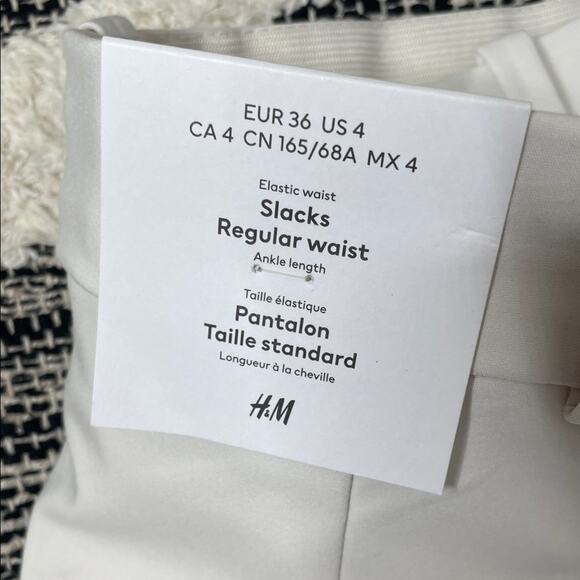 EUR 36 US 4
CA 4 CN 165/68A MX 4
Elastic waist
Slacks
Regular waist
Ankle length
Taille élastique
Pantalon
Taille standard
Longueur à la cheville
H&M